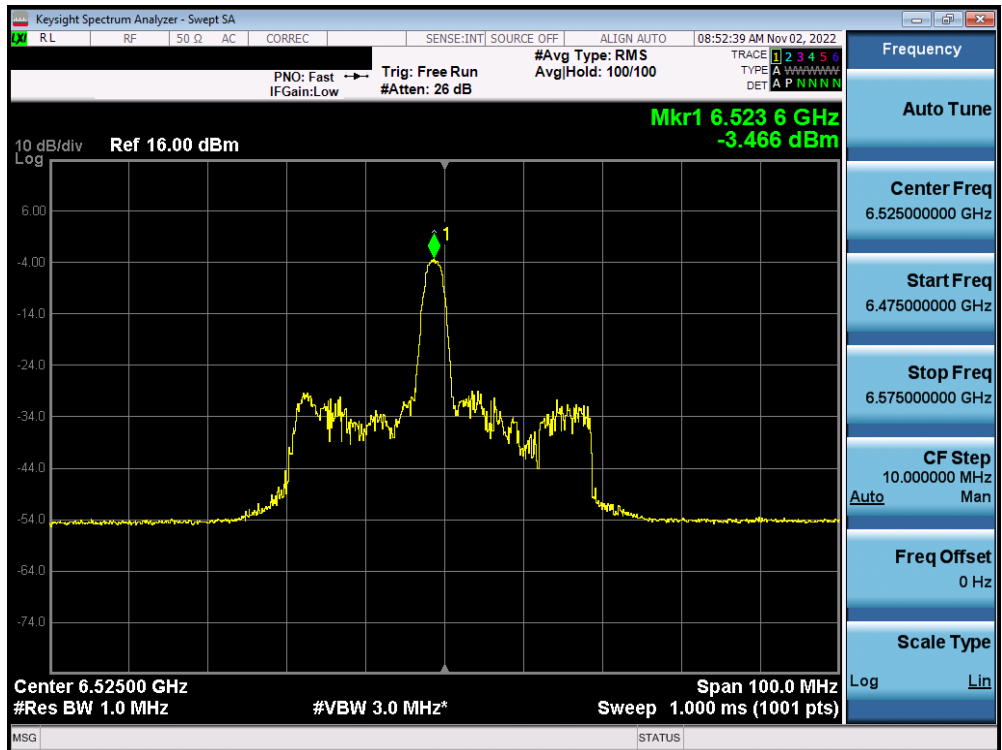 Keysight Spectrum Analyzer - Swept SA
LXI RL RF 50 Ω AC CORREC SENSE:INT SOURCE OFF ALIGN AUTO 08:52:39 AM Nov 02, 2022
PNO: Fast
IFGain:Low
Trig: Free Run
#Atten: 26 dB
#Avg Type: RMS
Avg|Hold: 100/100
TRACE 1 2 3 4 5 6
TYPE A WWWWW
DET A P N N N N
Mkr1 6.523 6 GHz
-3.466 dBm
10 dB/div Ref 16.00 dBm
Log
6.00
-4.00
-14.0
-24.0
-34.0
-44.0
-54.0
-64.0
-74.0
1
Center 6.52500 GHz
#Res BW 1.0 MHz
#VBW 3.0 MHz*
Span 100.0 MHz
Sweep 1.000 ms (1001 pts)
MSG
STATUS
Frequency
Auto Tune
Center Freq
6.525000000 GHz
Start Freq
6.475000000 GHz
Stop Freq
6.575000000 GHz
CF Step
10.000000 MHz
Auto Man
Freq Offset
0 Hz
Scale Type
Log Lin